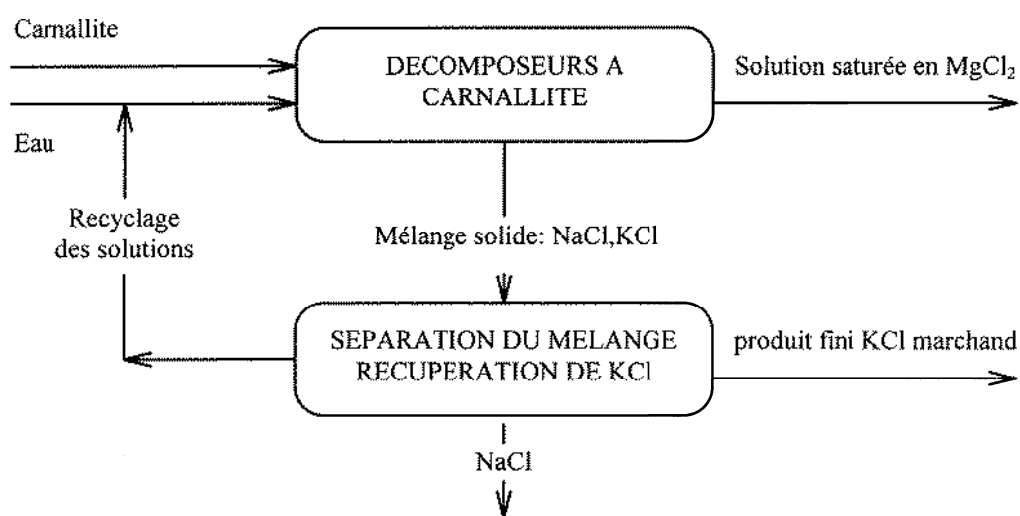 Carnallite
DECOMPOSEURS A
CARNALLITE
Solution saturée en MgCl₂
Eau
Recyclage
des solutions
Mélange solide: NaCl,KCl
SEPARATION DU MELANGE
RECUPERATION DE KCl
produit fini KCl marchand
NaCl